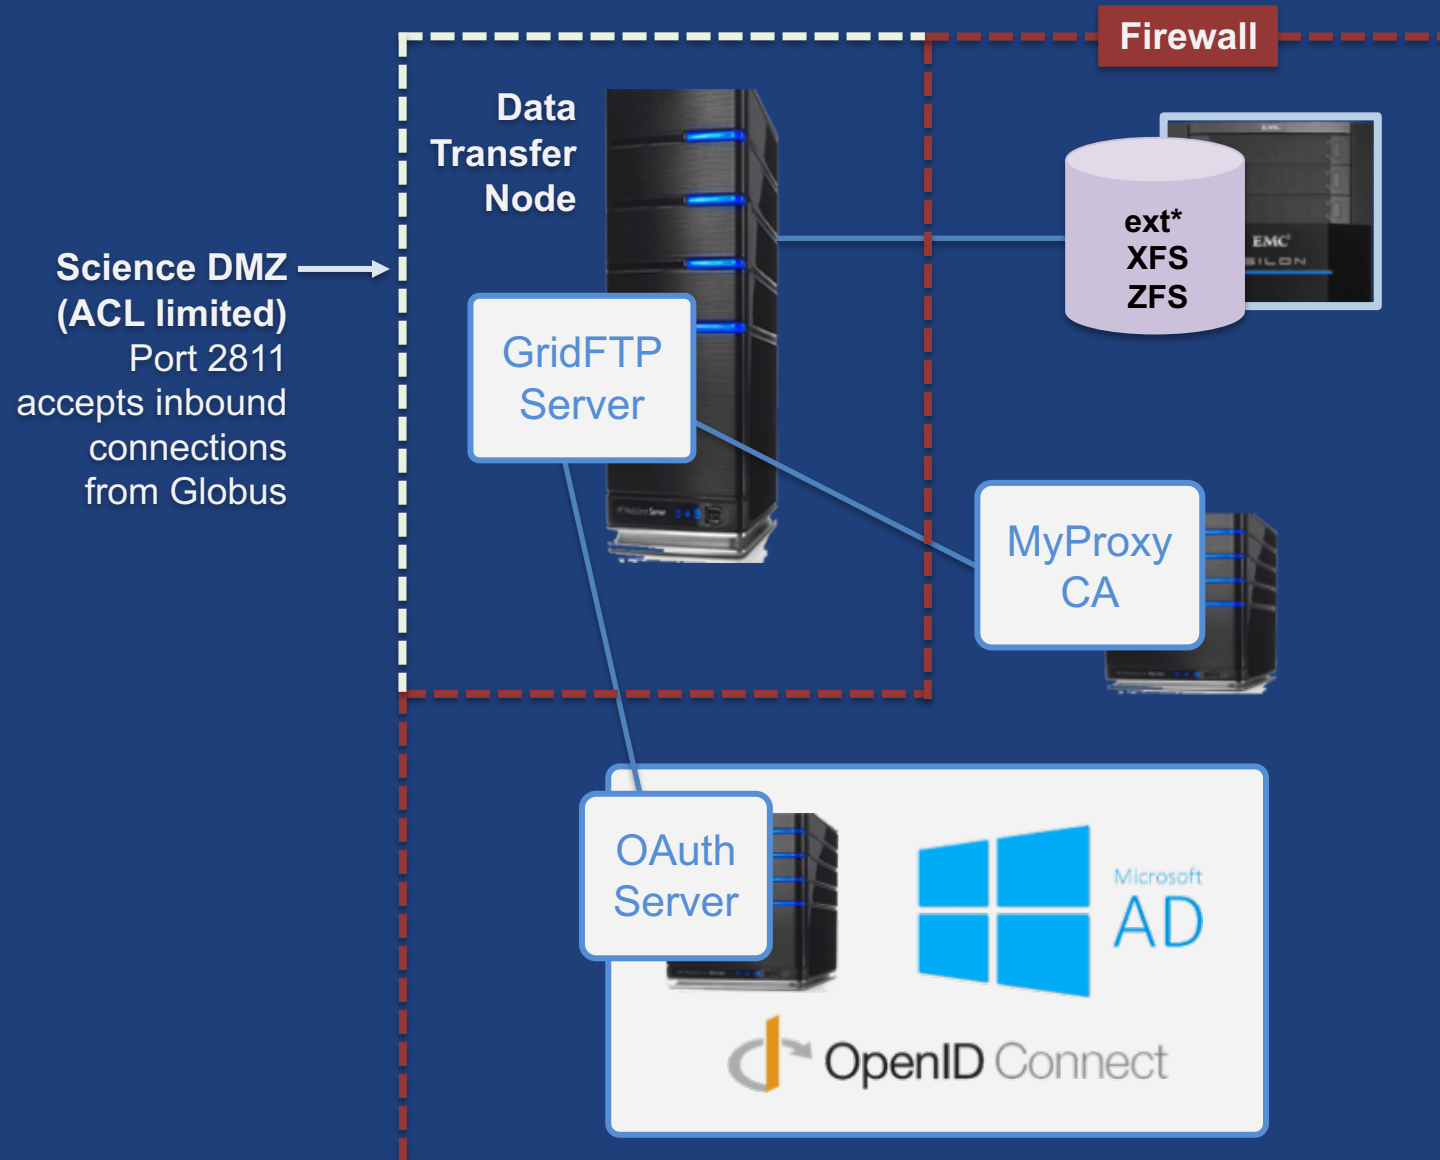 Firewall
Data
Transfer
Node
Science DMZ
(ACL limited)
Port 2811
accepts inbound
connections
from Globus
GridFTP
Server
ext*
XFS
ZFS
EMC
EMC²
MyProxy
CA
OAuth
Server
Microsoft
AD
OpenID Connect